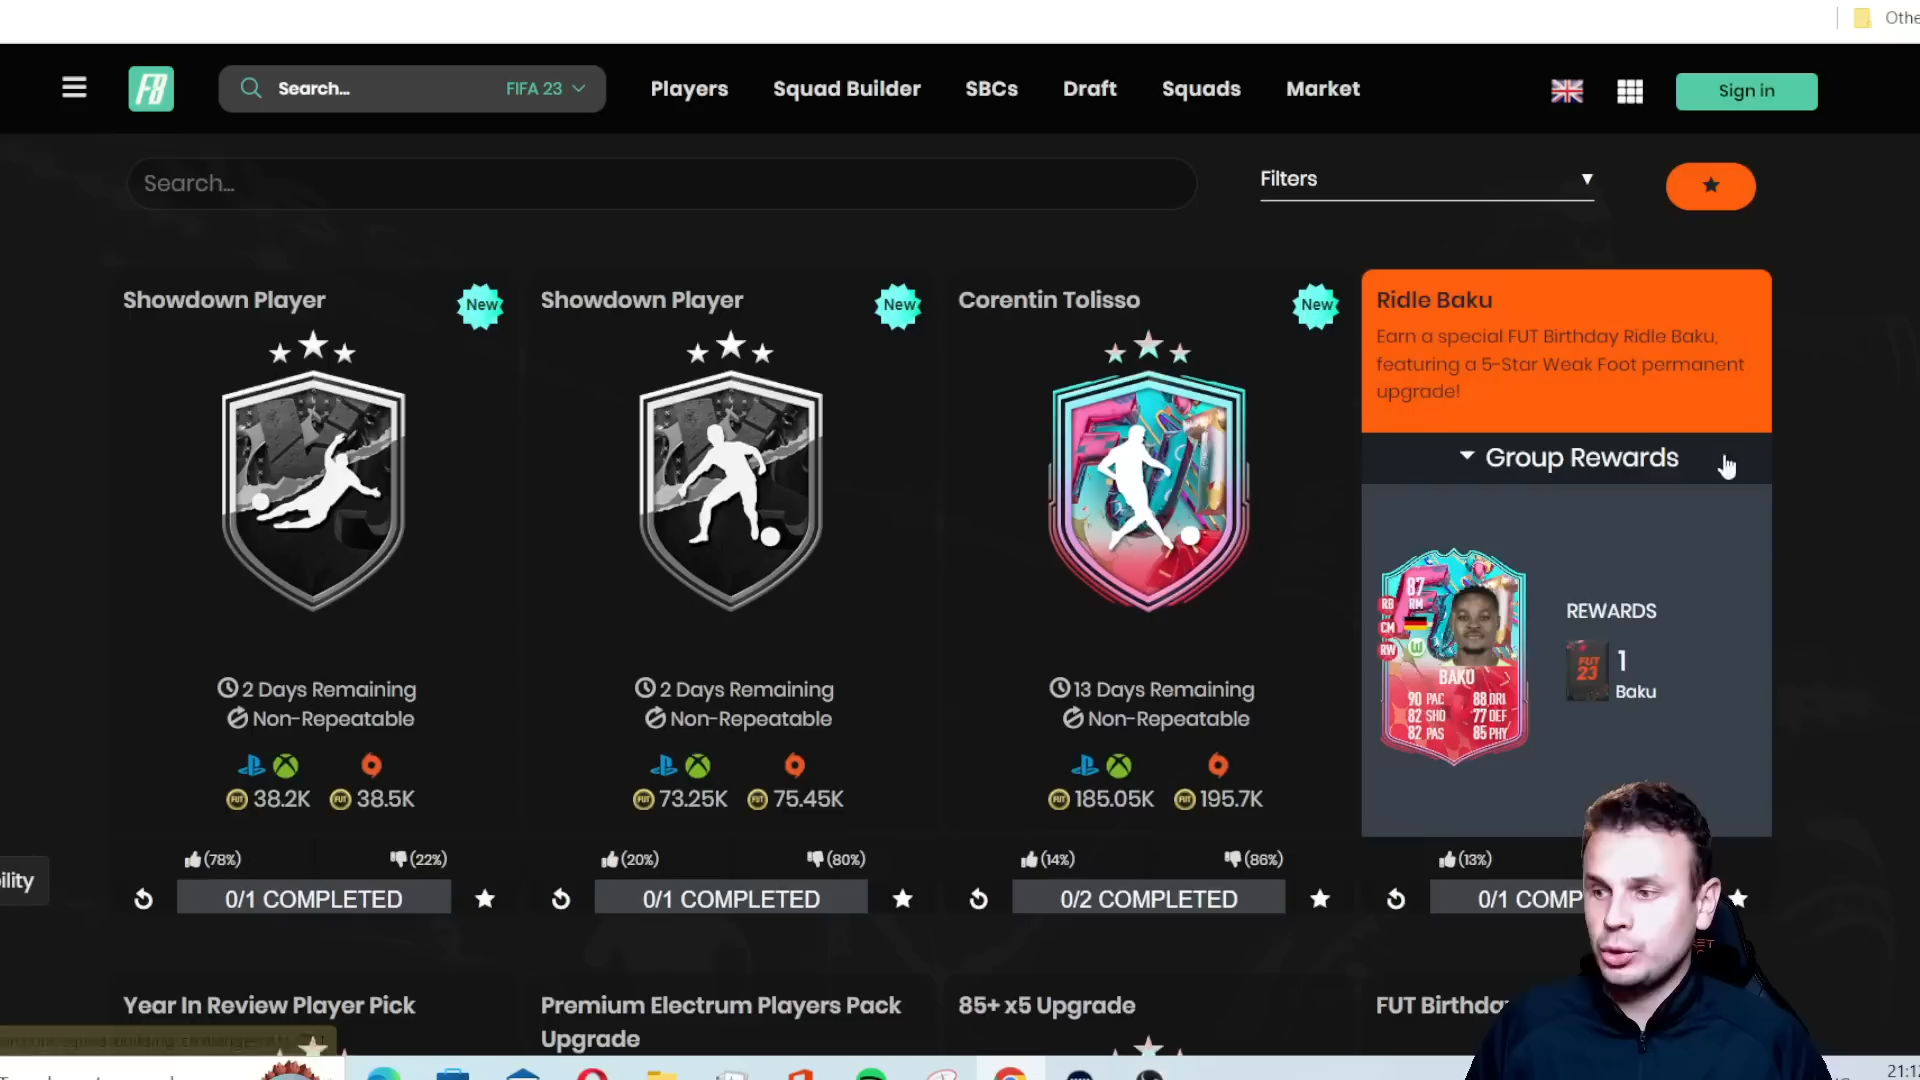 Othe
F8
Search...
FIFA 23
Players
Squad Builder
SBCs
Draft
Squads
Market
Sign in
Search...
Filters
Showdown Player
New
Showdown Player
New
Corentin Tolisso
New
Ridle Baku
Earn a special FUT Birthday Ridle Baku,
featuring a 5-Star Weak Foot permanent
upgrade!
Group Rewards
87
RM
RB
CM
RW
BAKU
90 PAC 88 DRI
82 SHO 77 DEF
82 PAS 85 PHY
REWARDS
FUT
23
1
Baku
2 Days Remaining
Non-Repeatable
38.2K
38.5K
2 Days Remaining
Non-Repeatable
73.25K
75.45K
13 Days Remaining
Non-Repeatable
185.05K
195.7K
(78%)
(22%)
(20%)
(80%)
(14%)
(86%)
(13%)
ility
0/1 COMPLETED
0/1 COMPLETED
0/2 COMPLETED
0/1 COMP
Year In Review Player Pick
Premium Electrum Players Pack
Upgrade
85+ x5 Upgrade
FUT Birthda
21:12